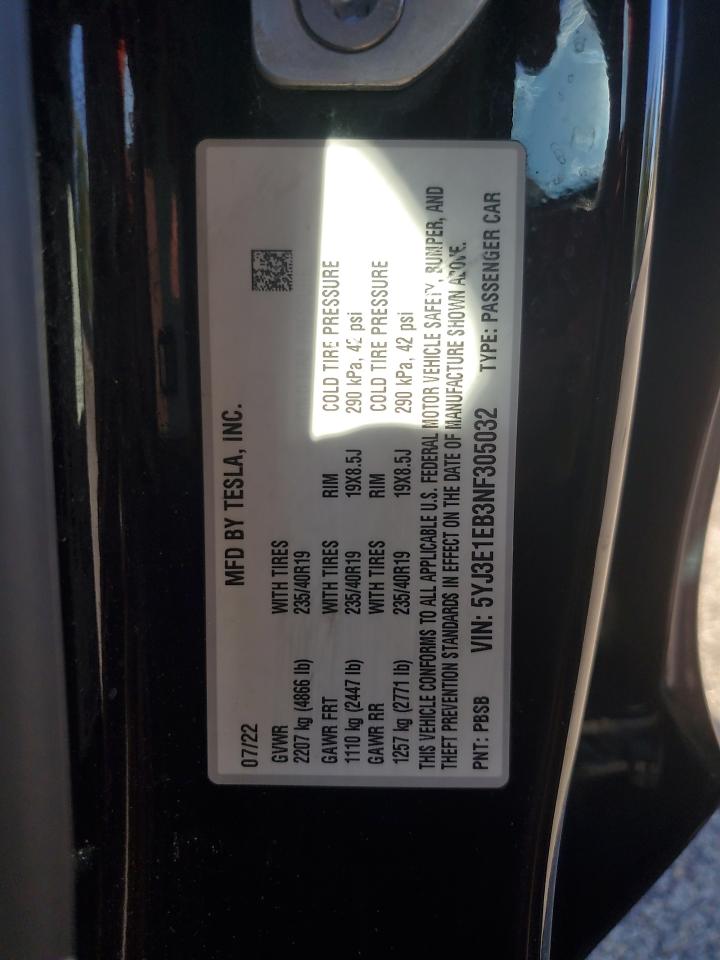 MFD BY TESLA, INC.
07/22
GVWR WITH TIRES
2207 kg (4866 lb) 235/40R19
GAWR FRT WITH TIRES RIM COLD TIRE PRESSURE
1110 kg (2447 lb) 235/40R19 19X8.5J 290 kPa, 42 psi
GAWR RR WITH TIRES RIM COLD TIRE PRESSURE
1257 kg (2771 lb) 235/40R19 19X8.5J 290 kPa, 42 psi
THIS VEHICLE CONFORMS TO ALL APPLICABLE U.S. FEDERAL MOTOR VEHICLE SAFETY, BUMPER, AND
THEFT PREVENTION STANDARDS IN EFFECT ON THE DATE OF MANUFACTURE SHOWN ABOVE.
PNT: PBSB VIN: 5YJ3E1EB3NF305032 TYPE: PASSENGER CAR